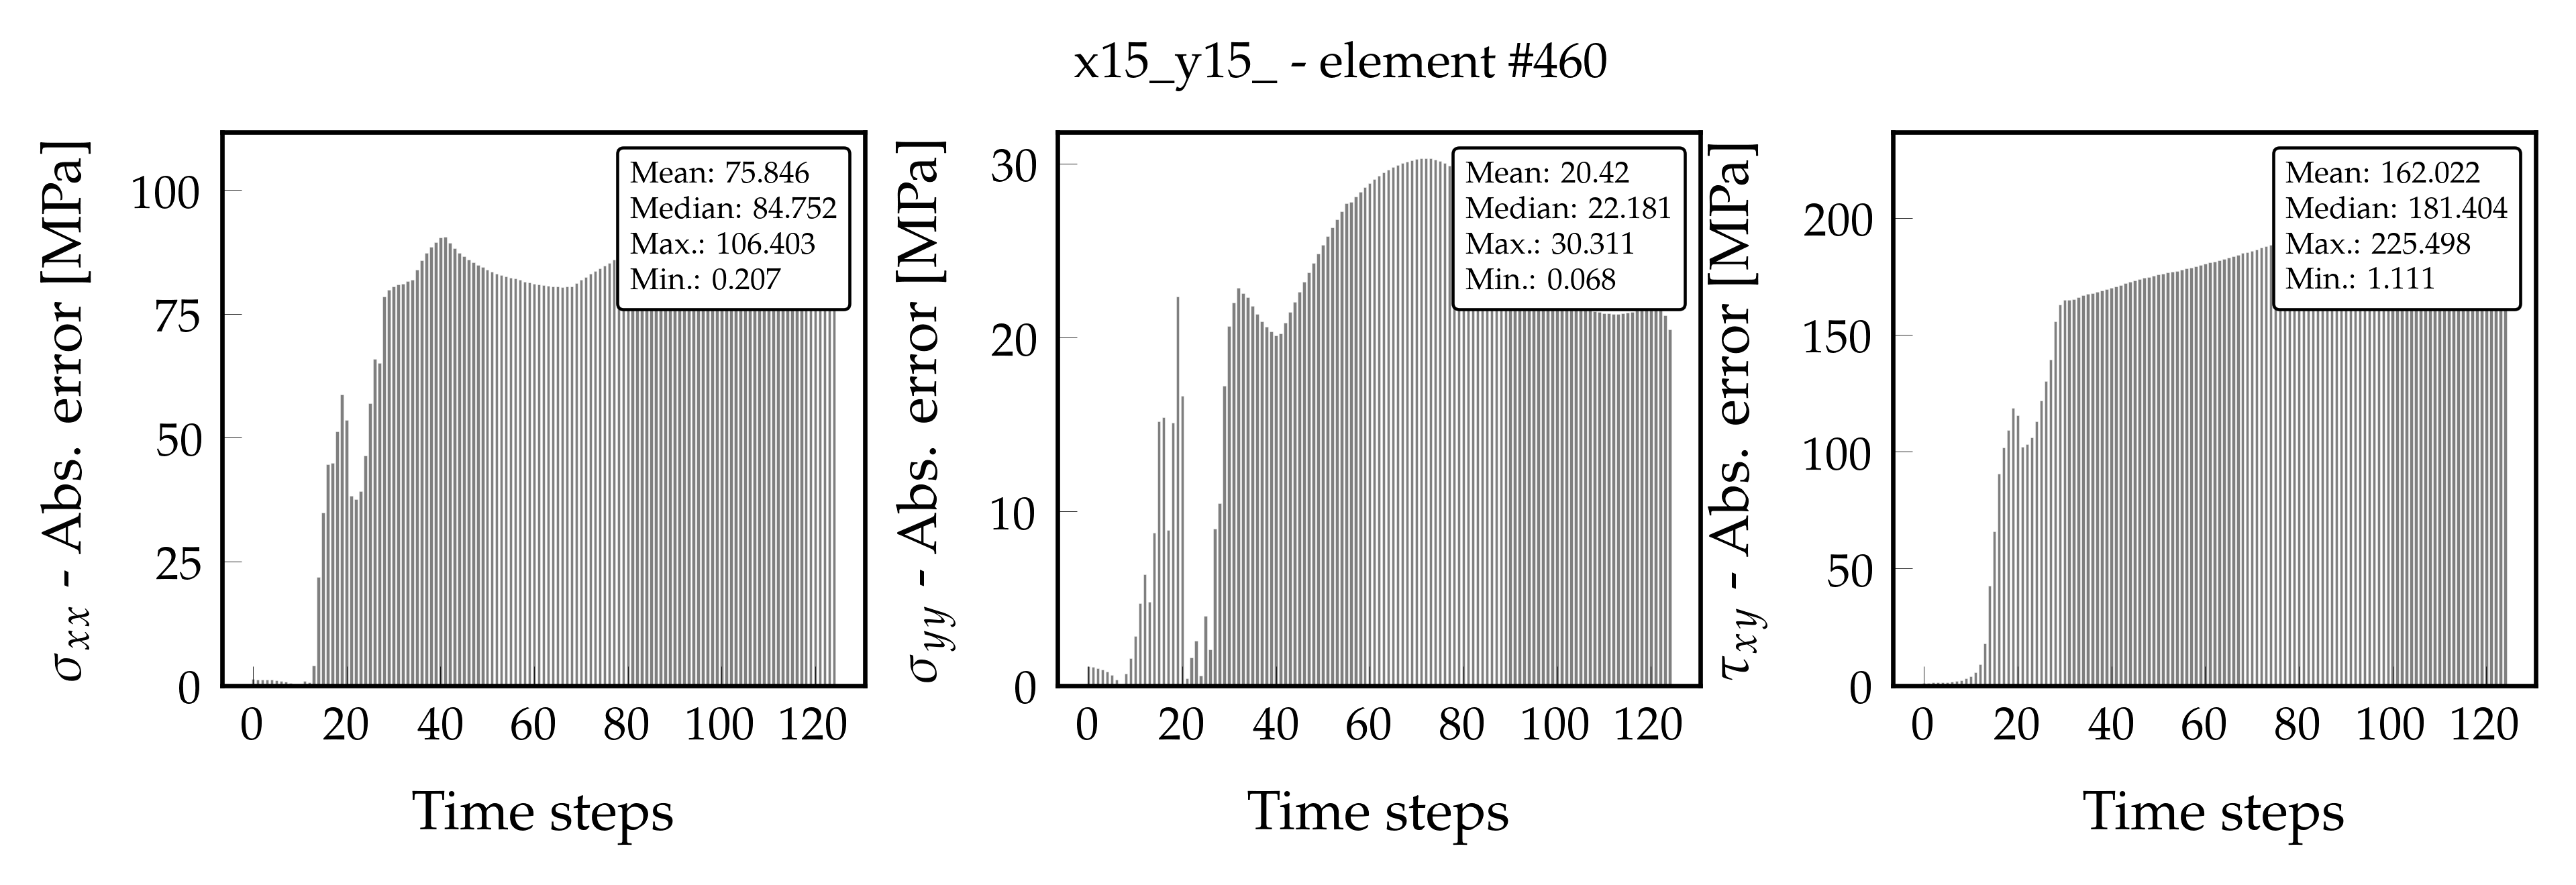 x15_y15_ - element #460
σxx - Abs. error [MPa]
100
75
50
25
0
0 20 40 60 80 100 120
Time steps
Mean: 75.846
Median: 84.752
Max.: 106.403
Min.: 0.207
σyy - Abs. error [MPa]
30
20
10
0
0 20 40 60 80 100 120
Time steps
Mean: 20.42
Median: 22.181
Max.: 30.311
Min.: 0.068
τxy - Abs. error [MPa]
200
150
100
50
0
0 20 40 60 80 100 120
Time steps
Mean: 162.022
Median: 181.404
Max.: 225.498
Min.: 1.111